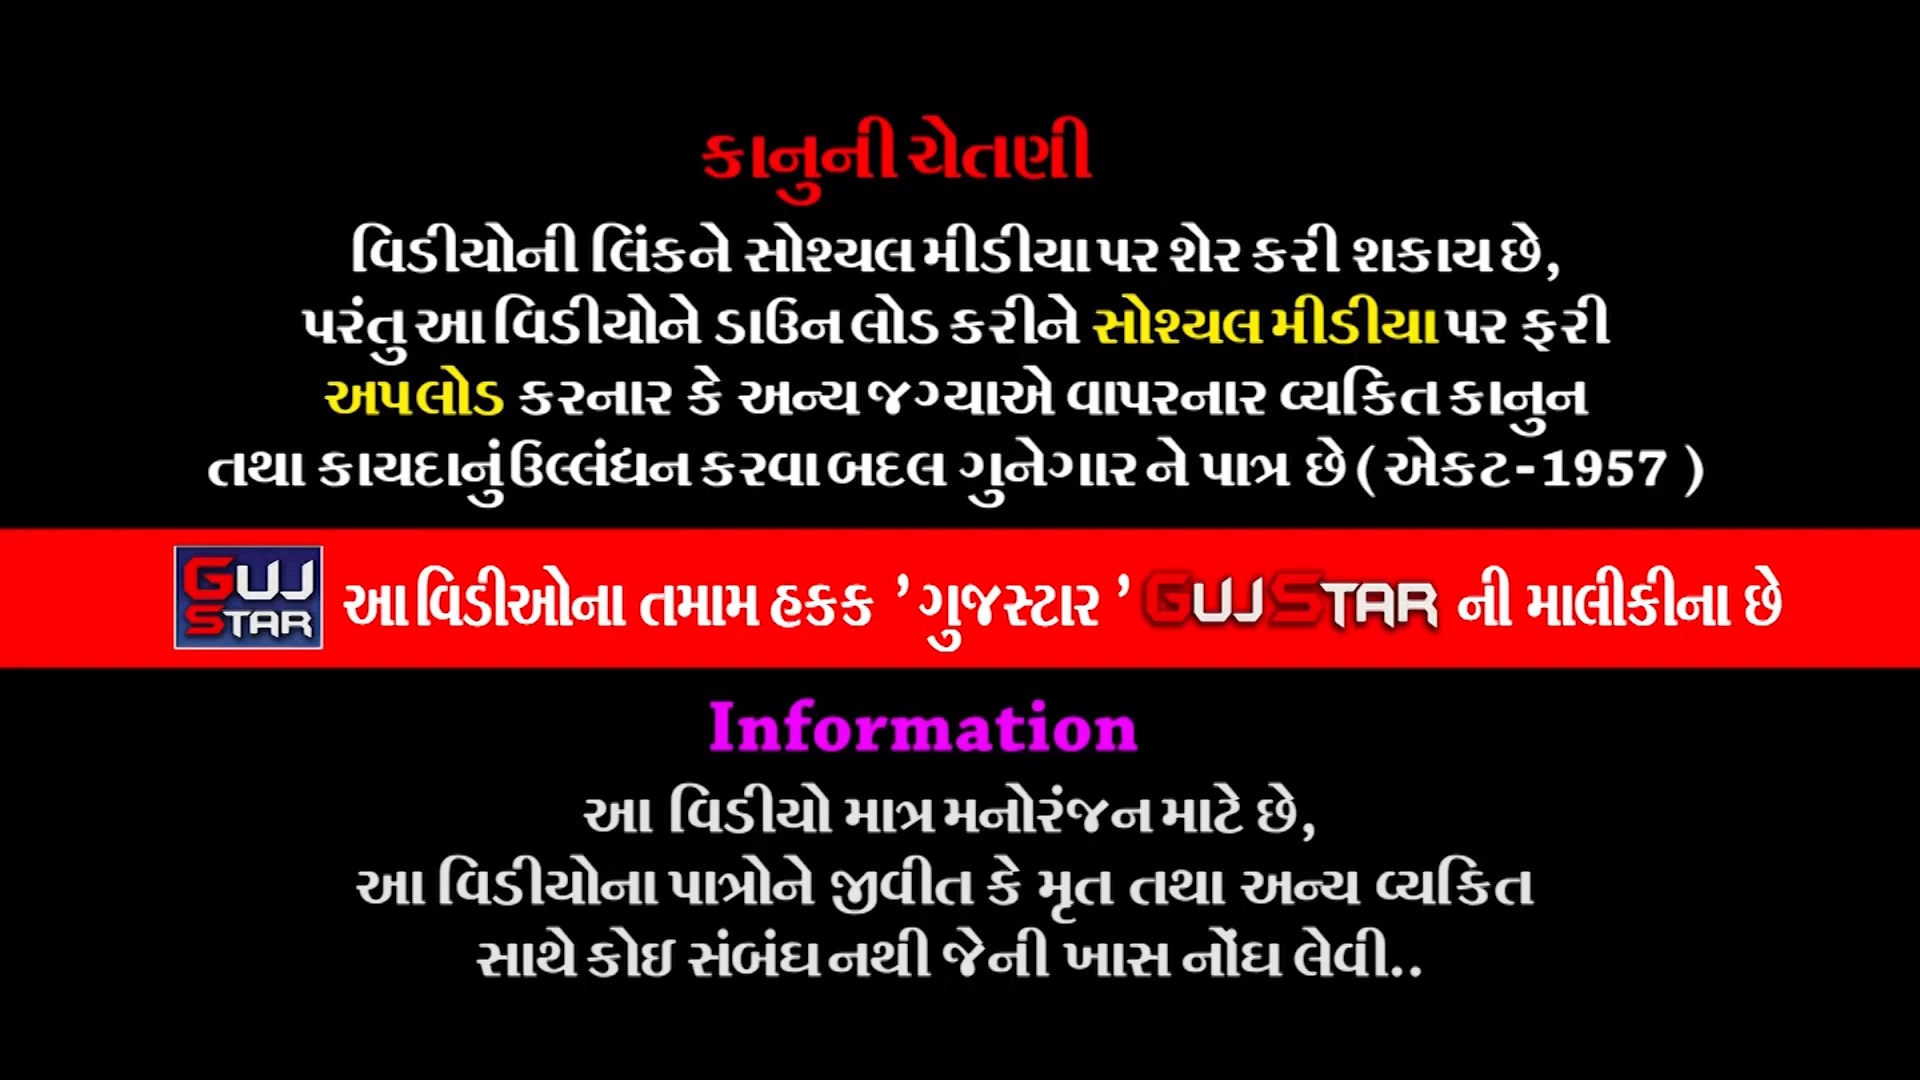 કાનુની ચેતણી
વિડીયોની લિંકને સોશ્યલ મીડીયા પર શેર કરી શકાય છે,
પરંતુ આ વિડીયોને ડાઉનલોડ કરીને સોશ્યલ મીડીયા પર ફરી
અપલોડ કરનાર કે અન્ય જગ્યાએ વાપરનાર વ્યકિત કાનુન
તથા કાયદાનું ઉલ્લંઘન કરવા બદલ ગુનેગાર ને પાત્ર છે ( એકટ-1957 )
GUJ STAR આ વિડીઓના તમામ હકક ’ ગુજસ્ટાર ’ GUJSTAR ની માલીકીના છે
Information
આ વિડીયો માત્ર મનોરંજન માટે છે,
આ વિડીયોના પાત્રોને જીવીત કે મૃત તથા અન્ય વ્યકિત
સાથે કોઇ સંબંધ નથી જેની ખાસ નોંધ લેવી..